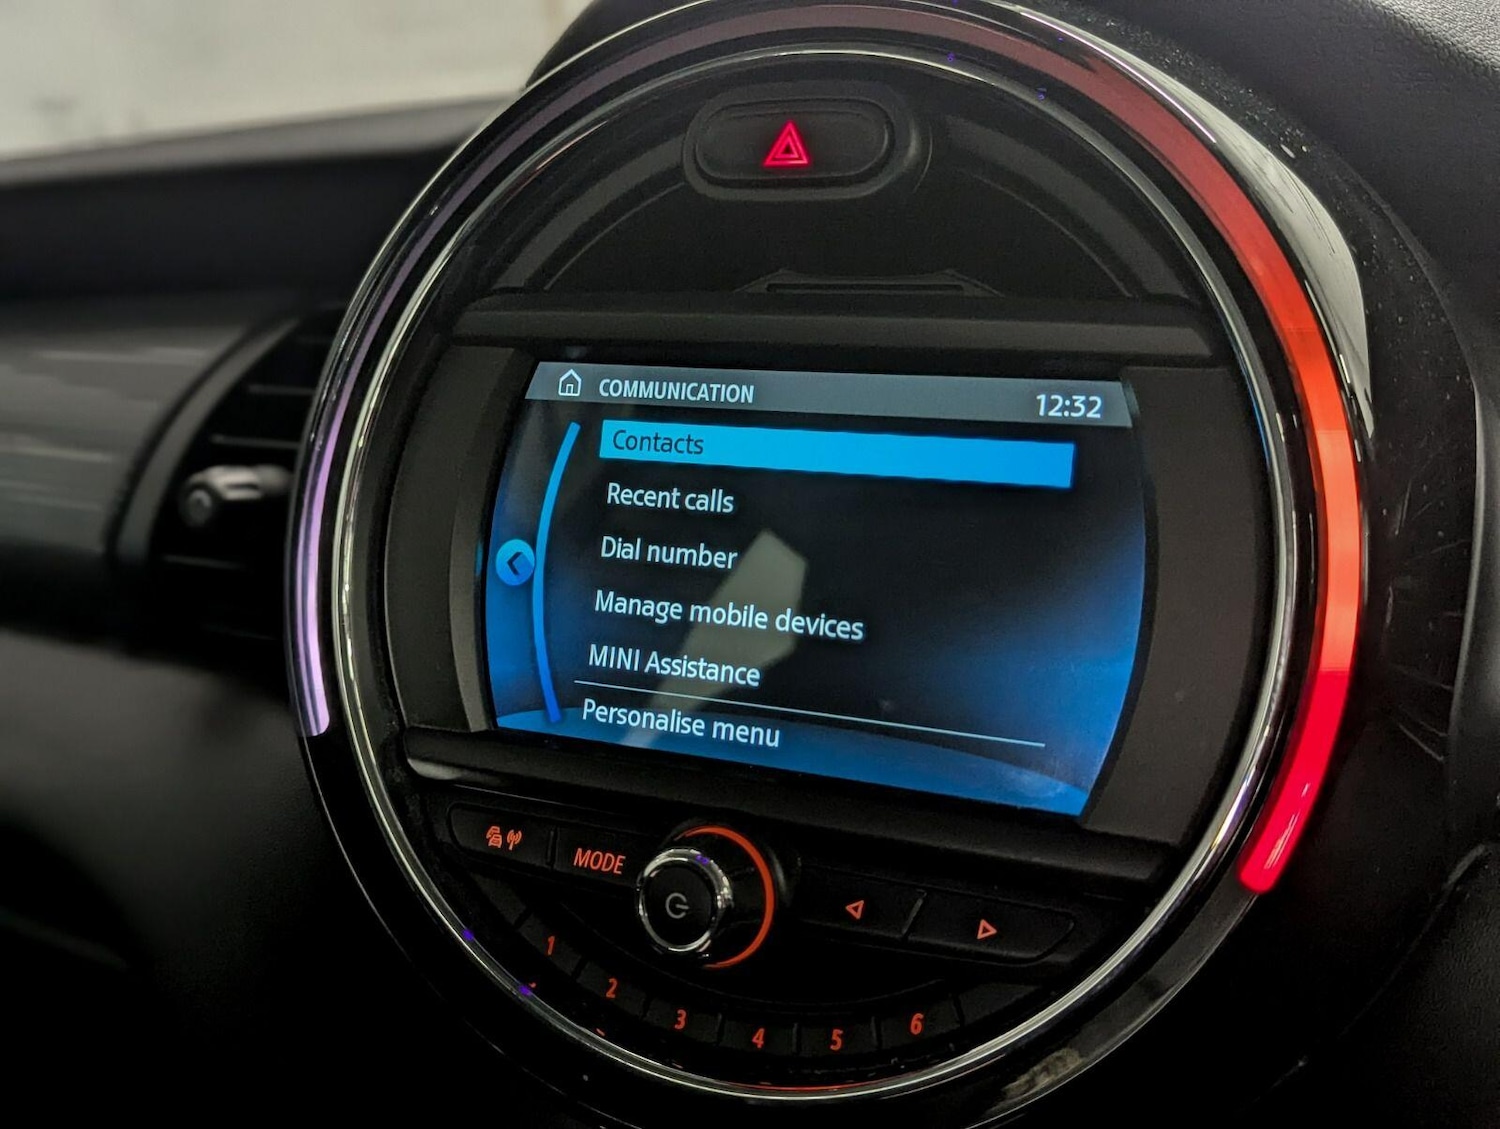 COMMUNICATION 12:32
Contacts
Recent calls
Dial number
Manage mobile devices
MINI Assistance
Personalise menu
MODE
1 2 3 4 5 6